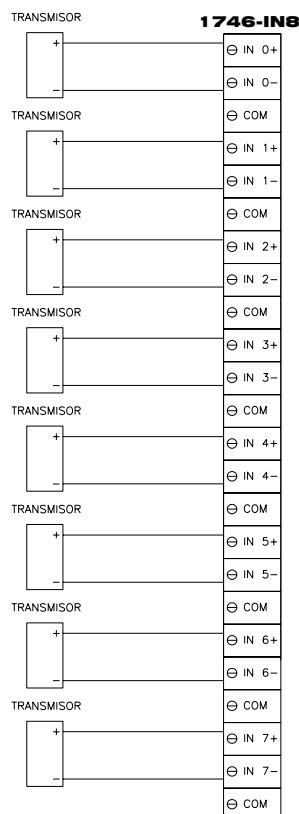 TRANSMISOR 1746-IN8
+ IN 0+
− IN 0−
TRANSMISOR COM
+ IN 1+
− IN 1−
TRANSMISOR COM
+ IN 2+
− IN 2−
TRANSMISOR COM
+ IN 3+
− IN 3−
TRANSMISOR COM
+ IN 4+
− IN 4−
TRANSMISOR COM
+ IN 5+
− IN 5−
TRANSMISOR COM
+ IN 6+
− IN 6−
TRANSMISOR COM
+ IN 7+
− IN 7−
COM